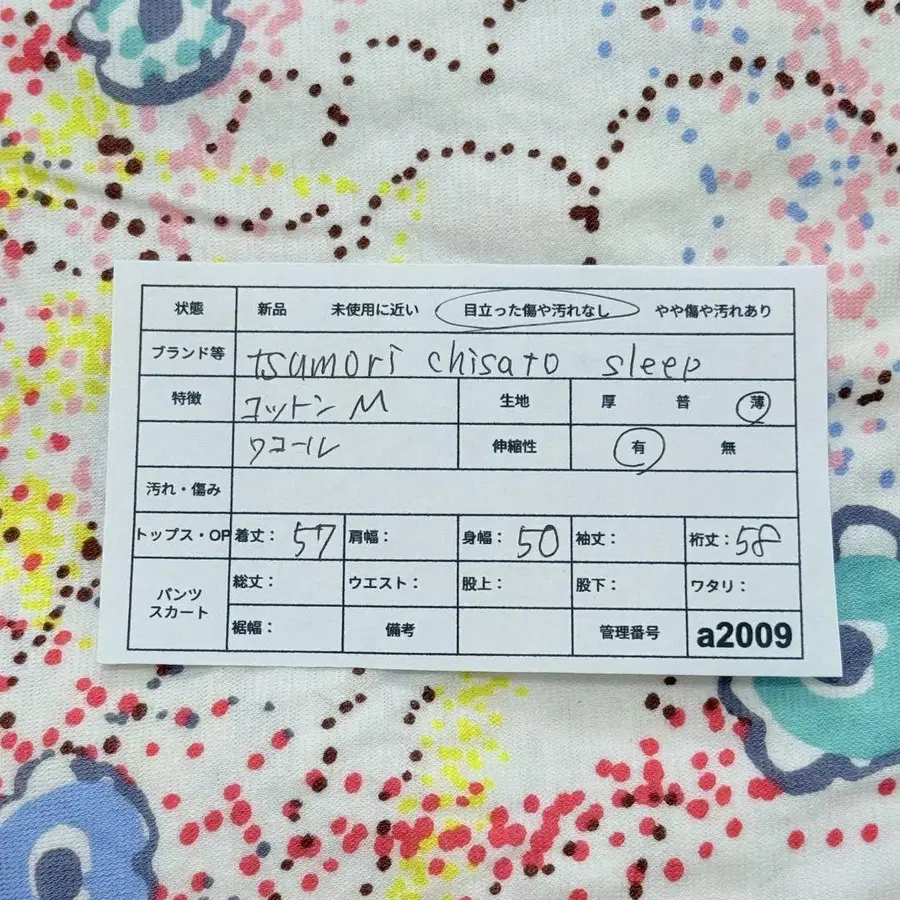 状態 新品 未使用に近い 目立った傷や汚れなし やや傷や汚れあり
ブランド等 tsumori chisato sleep
特徴 コットン M 生地 厚 普 薄
ワコール 伸縮性 有 無
汚れ・傷み
トップス・OP 着丈： 57 肩幅： 身幅： 50 袖丈： 裄丈： 58
パンツ スカート 総丈： ウエスト： 股上： 股下： ワタリ：
裾幅： 備考 管理番号 a2009